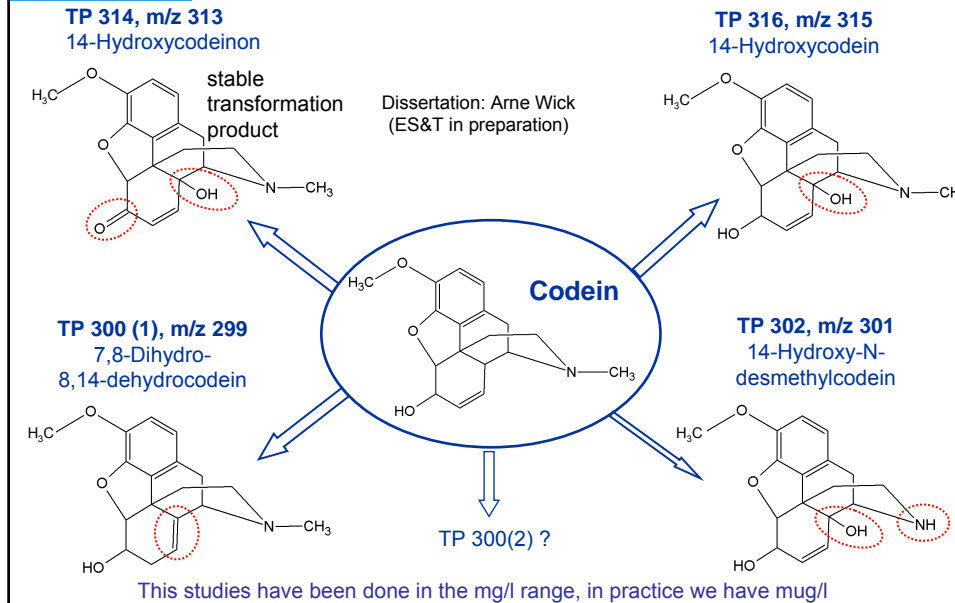 TP 314, m/z 313
14-Hydroxycodeinon
stable
transformation
product
Dissertation: Arne Wick
(ES&T in preparation)
TP 316, m/z 315
14-Hydroxycodein
O
H3C
O
OH
N
CH3
O
O
H3C
O
OH
N
CH
HO
Codein
O
H3C
O
N
CH3
HO
TP 300 (1), m/z 299
7,8-Dihydro-
8,14-dehydrocodein
O
H3C
O
N
CH3
HO
TP 300(2) ?
TP 302, m/z 301
14-Hydroxy-N-
desmethylcodein
O
H3C
O
OH
NH
HO
This studies have been done in the mg/l range, in practice we have mug/l